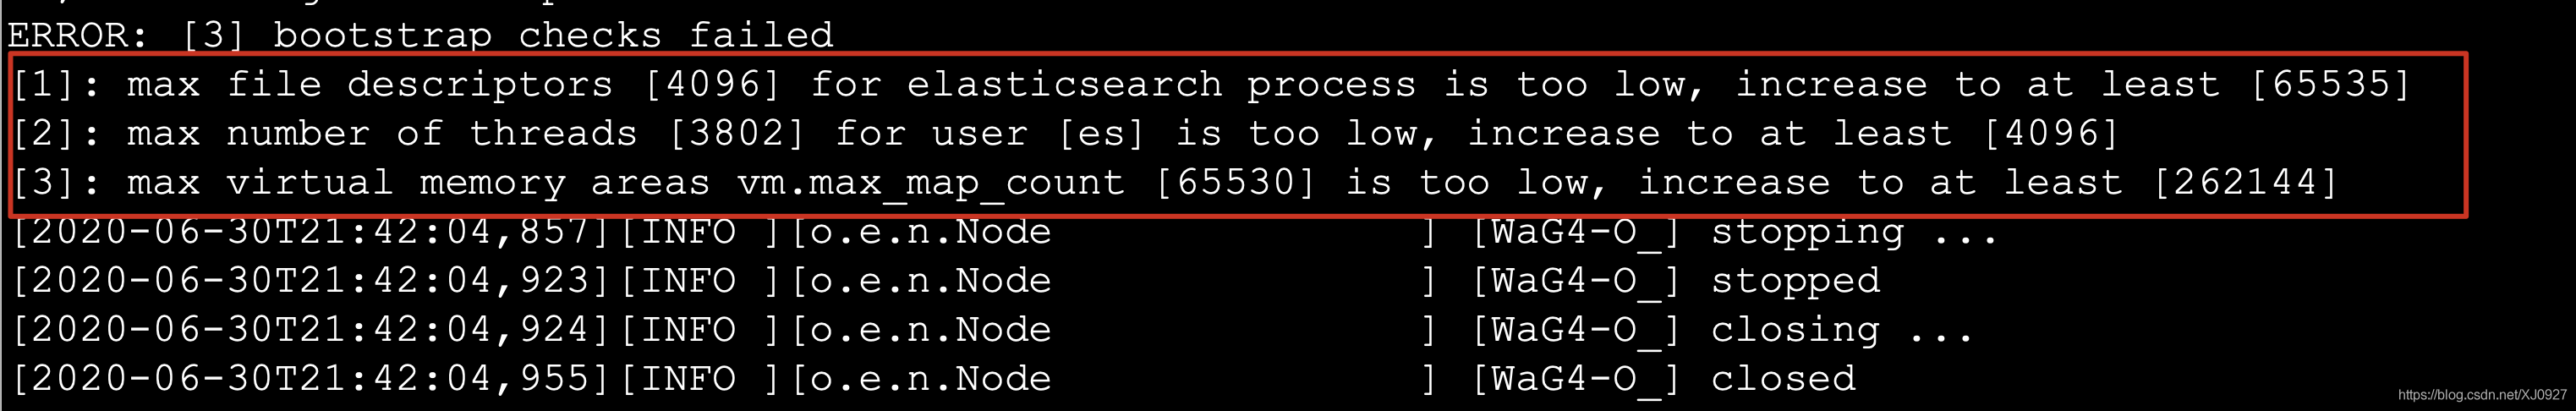 ERROR: [3] bootstrap checks failed
[1]: max file descriptors [4096] for elasticsearch process is too low, increase to at least [65535]
[2]: max number of threads [3802] for user [es] is too low, increase to at least [4096]
[3]: max virtual memory areas vm.max_map_count [65530] is too low, increase to at least [262144]
[2020-06-30T21:42:04,857][INFO ][o.e.n.Node               ] [WaG4-O_] stopping ...
[2020-06-30T21:42:04,923][INFO ][o.e.n.Node               ] [WaG4-O_] stopped
[2020-06-30T21:42:04,924][INFO ][o.e.n.Node               ] [WaG4-O_] closing ...
[2020-06-30T21:42:04,955][INFO ][o.e.n.Node               ] [WaG4-O_] closed
https://blog.csdn.net/XJ0927